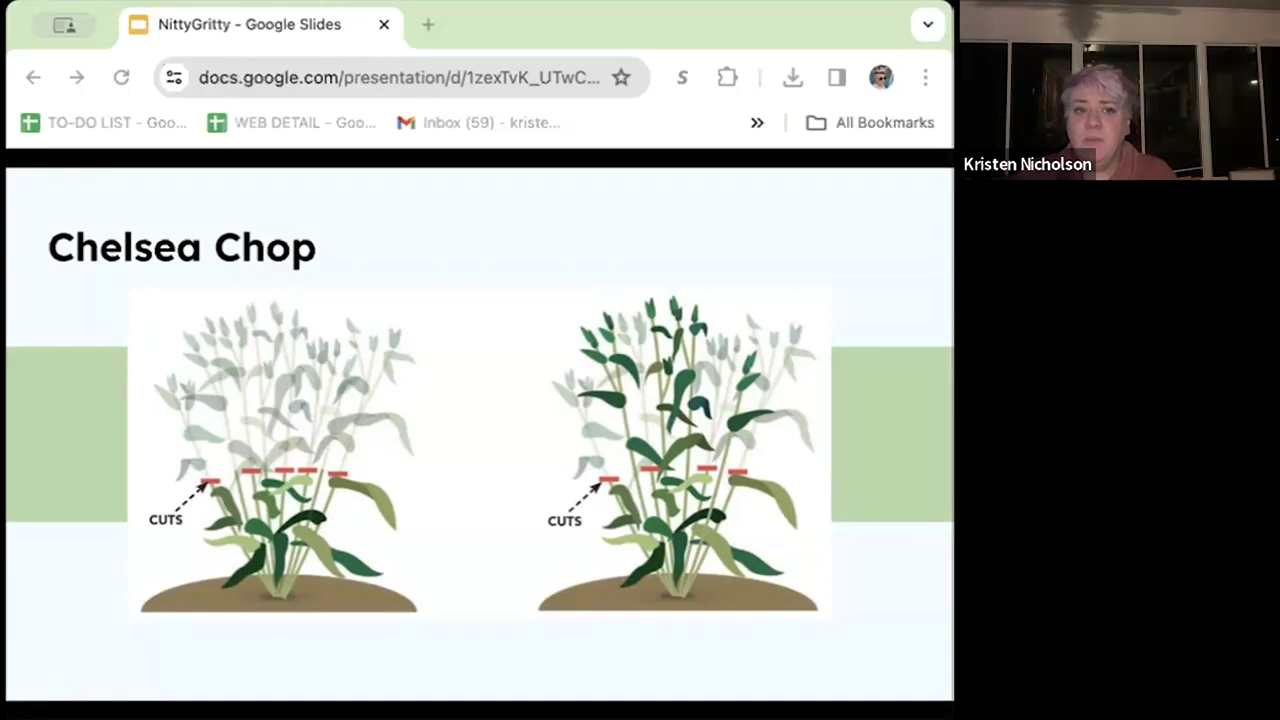 NittyGritty - Google Slides
docs.google.com/presentation/d/1zexTvK_UTwC...
TO-DO LIST - Goo...
WEB DETAIL - Goo...
Inbox (59) - kriste...
All Bookmarks
Kristen Nicholson
Chelsea Chop
CUTS
CUTS